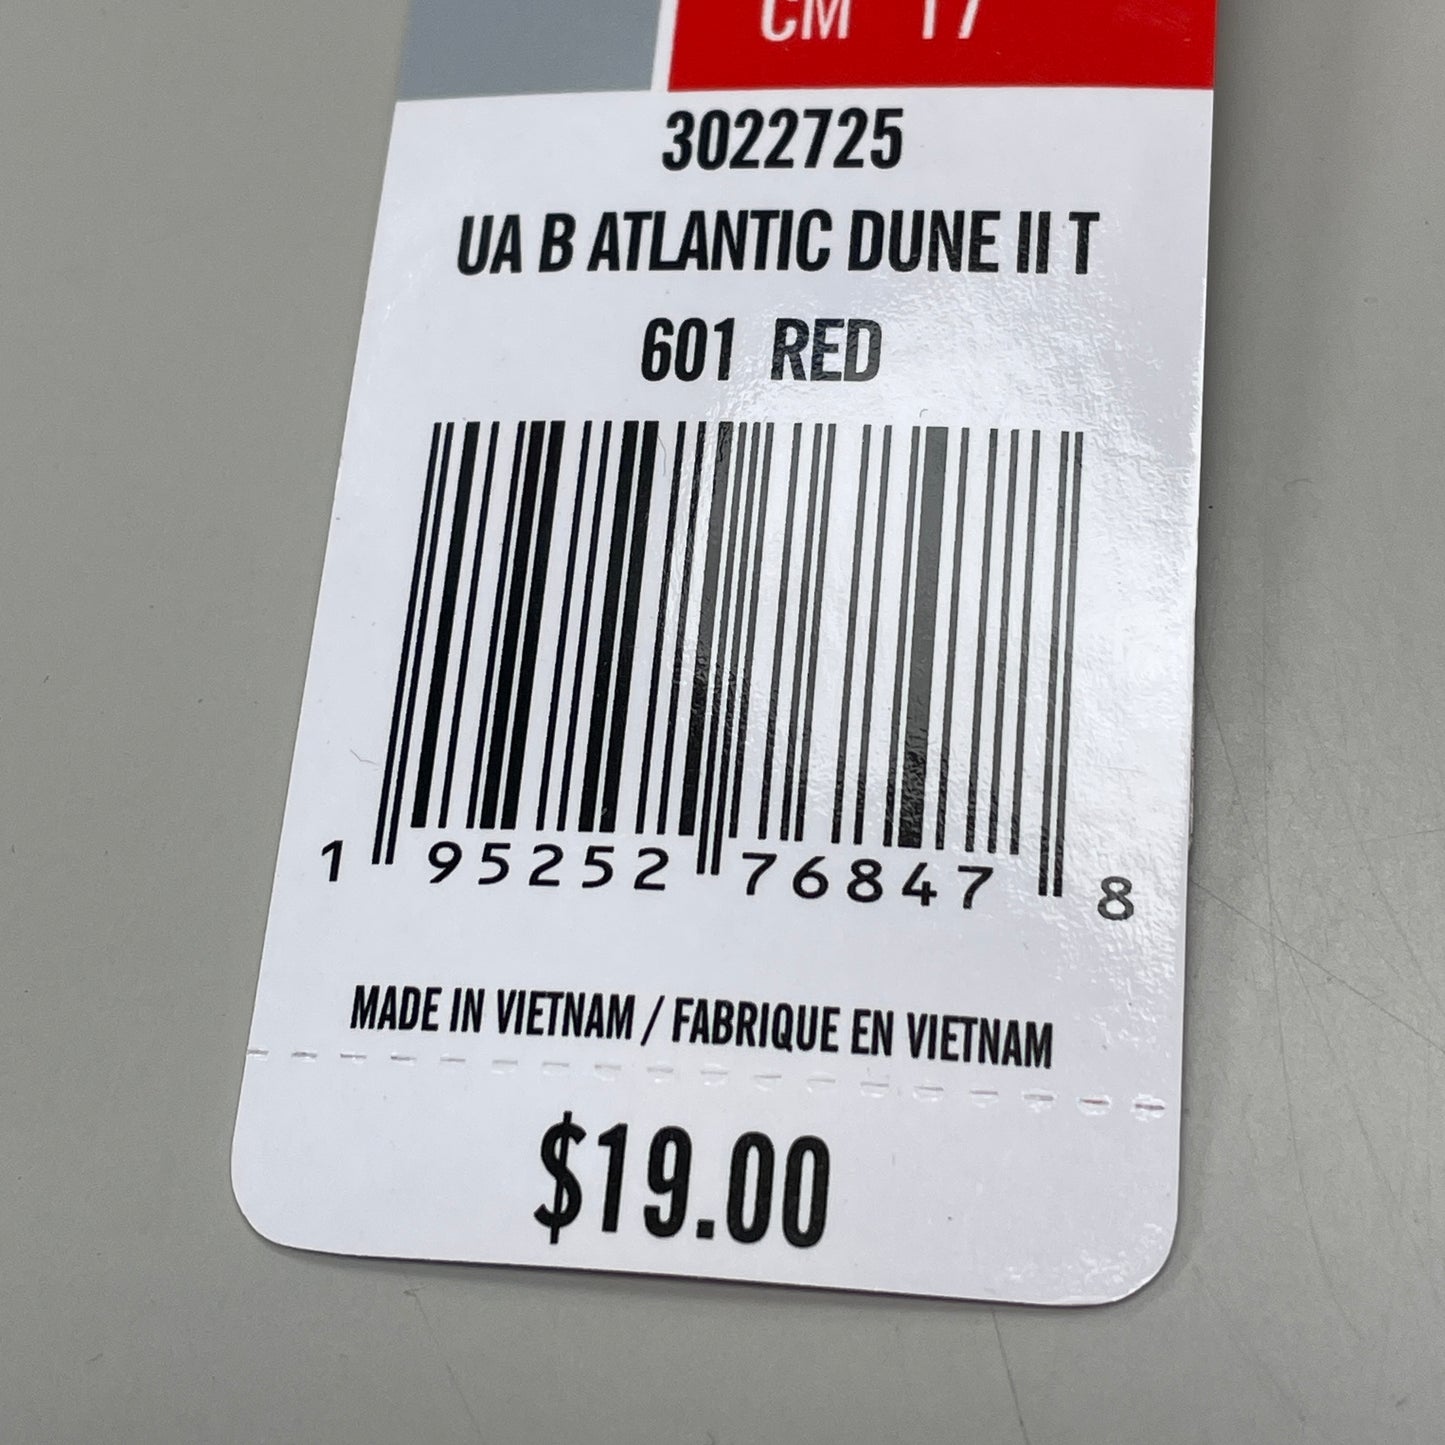 CM 17
3022725
UA B ATLANTIC DUNE II T
601 RED
1 95252 76847 8
MADE IN VIETNAM / FABRIQUE EN VIETNAM
$19.00